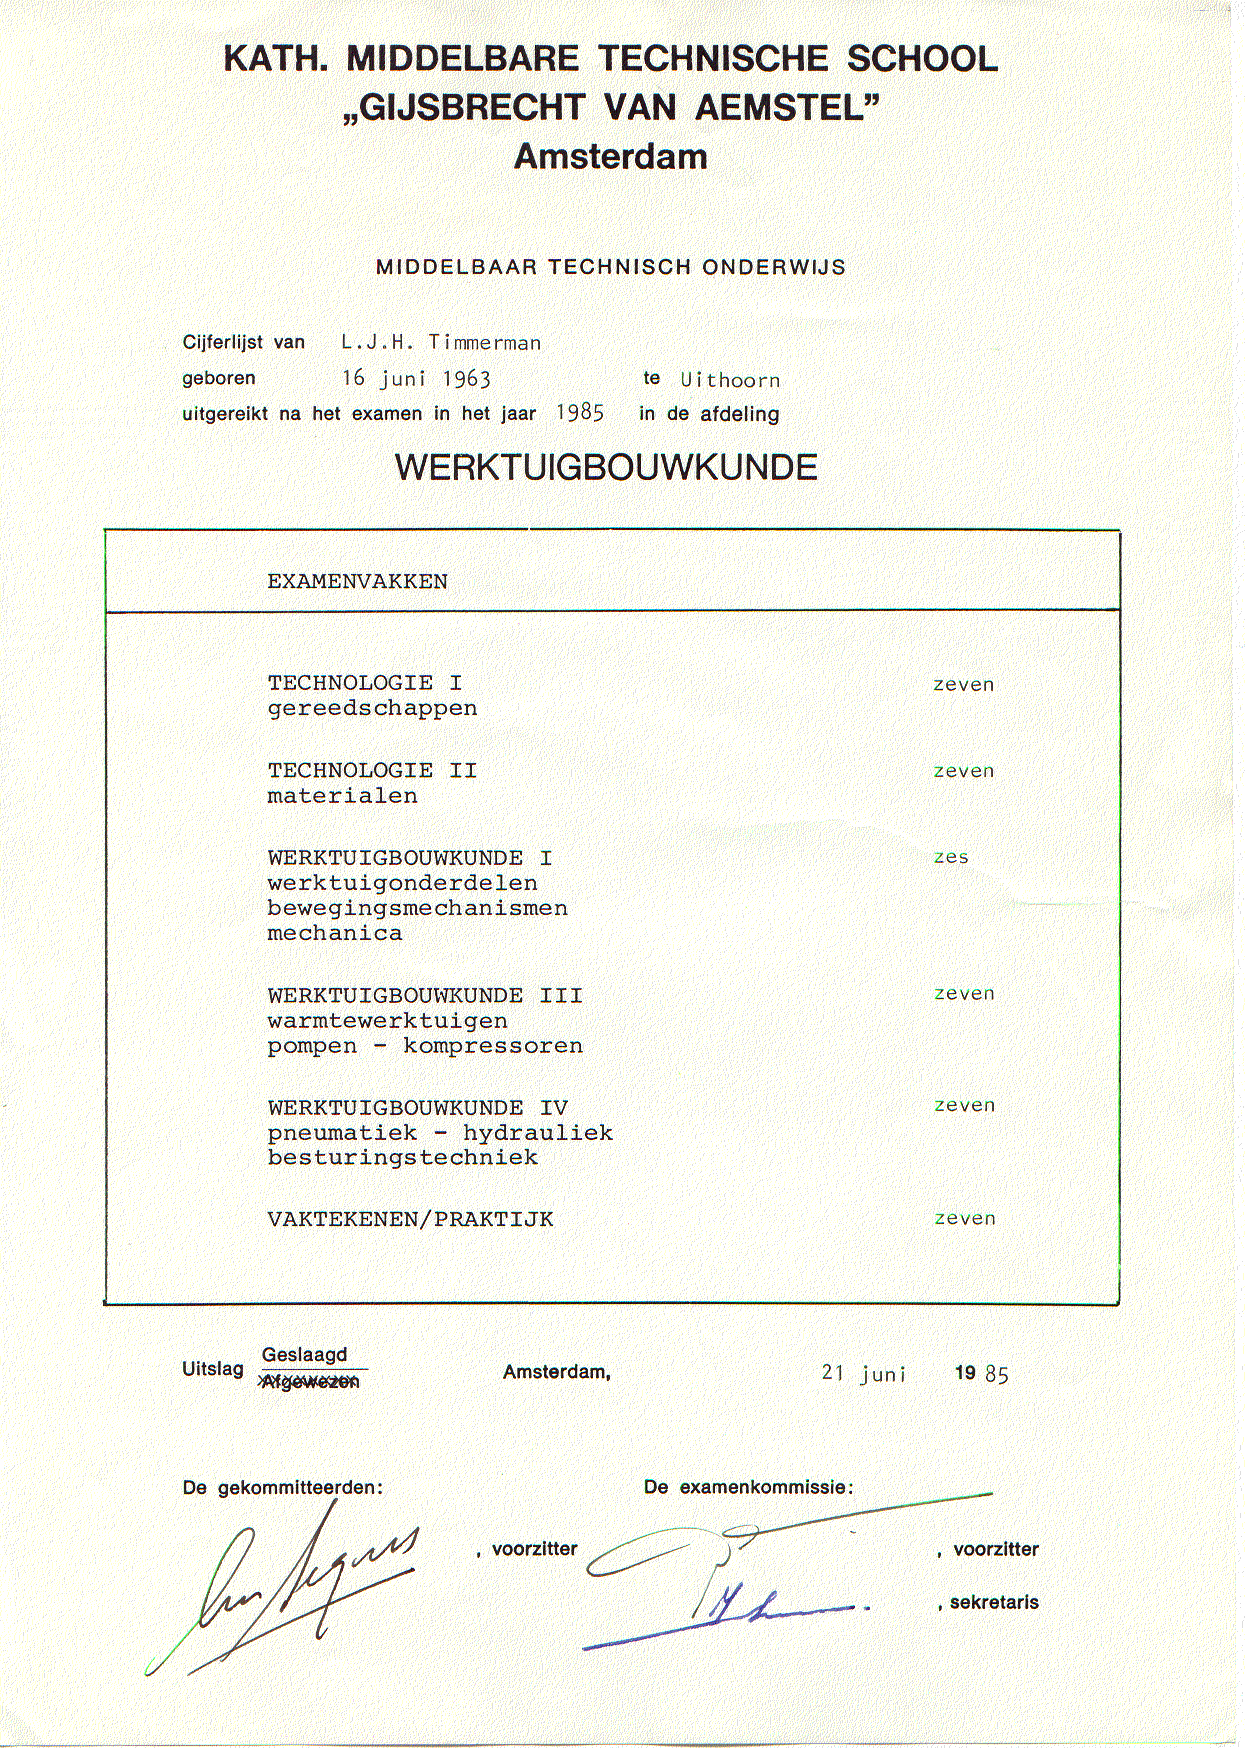 KATH. MIDDELBARE TECHNISCHE SCHOOL
„GIJSBRECHT VAN AEMSTEL”
Amsterdam
MIDDELBAAR TECHNISCH ONDERWIJS
Cijferlijst van L.J.H. Timmerman
geboren 16 juni 1963 te Uithoorn
uitgereikt na het examen in het jaar 1985 in de afdeling
WERKTUIGBOUWKUNDE
EXAMENVAKKEN
TECHNOLOGIE I zeven
gereedschappen
TECHNOLOGIE II zeven
materialen
WERKTUIGBOUWKUNDE I zes
werktuigonderdelen
bewegingsmechanismen
mechanica
WERKTUIGBOUWKUNDE III zeven
warmtewerktuigen
pompen - kompressoren
WERKTUIGBOUWKUNDE IV zeven
pneumatiek - hydrauliek
besturingstechniek
VAKTEKENEN/PRAKTIJK zeven
Geslaagd
Uitslag Amsterdam, 21 juni 1985
Afgewezen
De gekommitteerden: De examenkommissie:
, voorzitter , voorzitter
, sekretaris